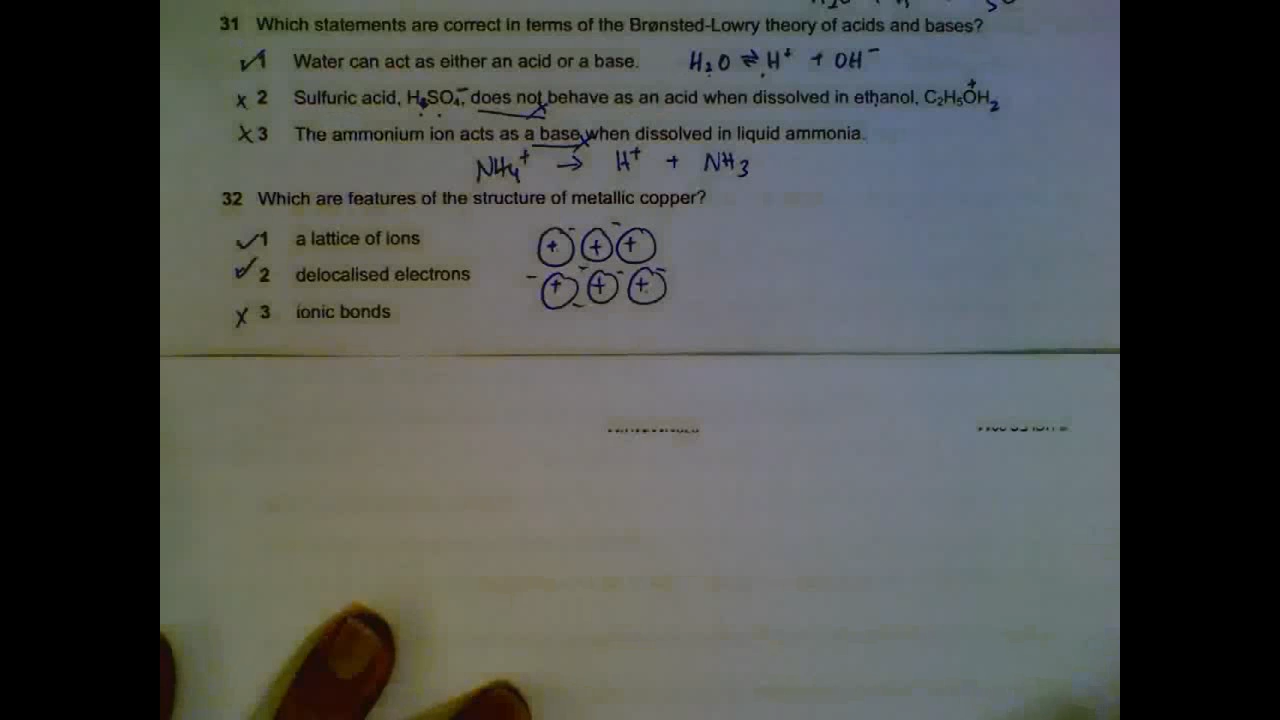 31 Which statements are correct in terms of the Brønsted-Lowry theory of acids and bases?
✓1 Water can act as either an acid or a base. H₂O ⇌ H⁺ + OH⁻
x 2 Sulfuric acid, H₂SO₄⁻, does not behave as an acid when dissolved in ethanol, C₂H₅O⁺H₂
x 3 The ammonium ion acts as a base when dissolved in liquid ammonia.
NH₄⁺ → H⁺ + NH₃
32 Which are features of the structure of metallic copper?
✓1 a lattice of ions
✓2 delocalised electrons
x 3 ionic bonds
- - + + +
- - - - - + + +